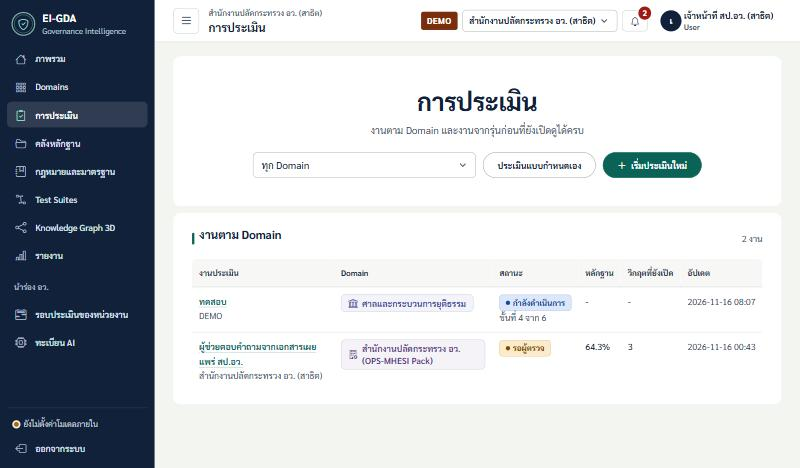 EI-GDA
Governance Intelligence
ภาพรวม
Domains
การประเมิน
คลังหลักฐาน
กฎหมายและมาตรฐาน
Test Suites
Knowledge Graph 3D
รายงาน
นำร่อง อว.
รอบประเมินของหน่วยงาน
ทะเบียน AI
ยังไม่ตั้งค่าโมเดลภายใน
ออกจากระบบ
สำนักงานปลัดกระทรวง อว. (สาธิต)
การประเมิน
DEMO
สำนักงานปลัดกระทรวง อว. (สาธิต)
2
เจ้าหน้าที่ สป.อว. (สาธิต)
User
การประเมิน
งานตาม Domain และงานจากรุ่นก่อนที่ยังเปิดดูได้ครบ
ทุก Domain
ประเมินแบบกำหนดเอง
+ เริ่มประเมินใหม่
งานตาม Domain
2 งาน
งานประเมิน Domain สถานะ หลักฐาน วิกฤตที่ยังเปิด อัปเดต
ทดสอบ ศาลและกระบวนการยุติธรรม กำลังดำเนินการ - - 2026-11-16 08:07
DEMO ขั้นที่ 4 จาก 6
ผู้ช่วยตอบคำถามจากเอกสารเผย สำนักงานปลัดกระทรวง อว. รอผู้ตรวจ 64.3% 3 2026-11-16 00:43
แพร่ สป.อว. (OPS-MHESI Pack)
สำนักงานปลัดกระทรวง อว. (สาธิต)